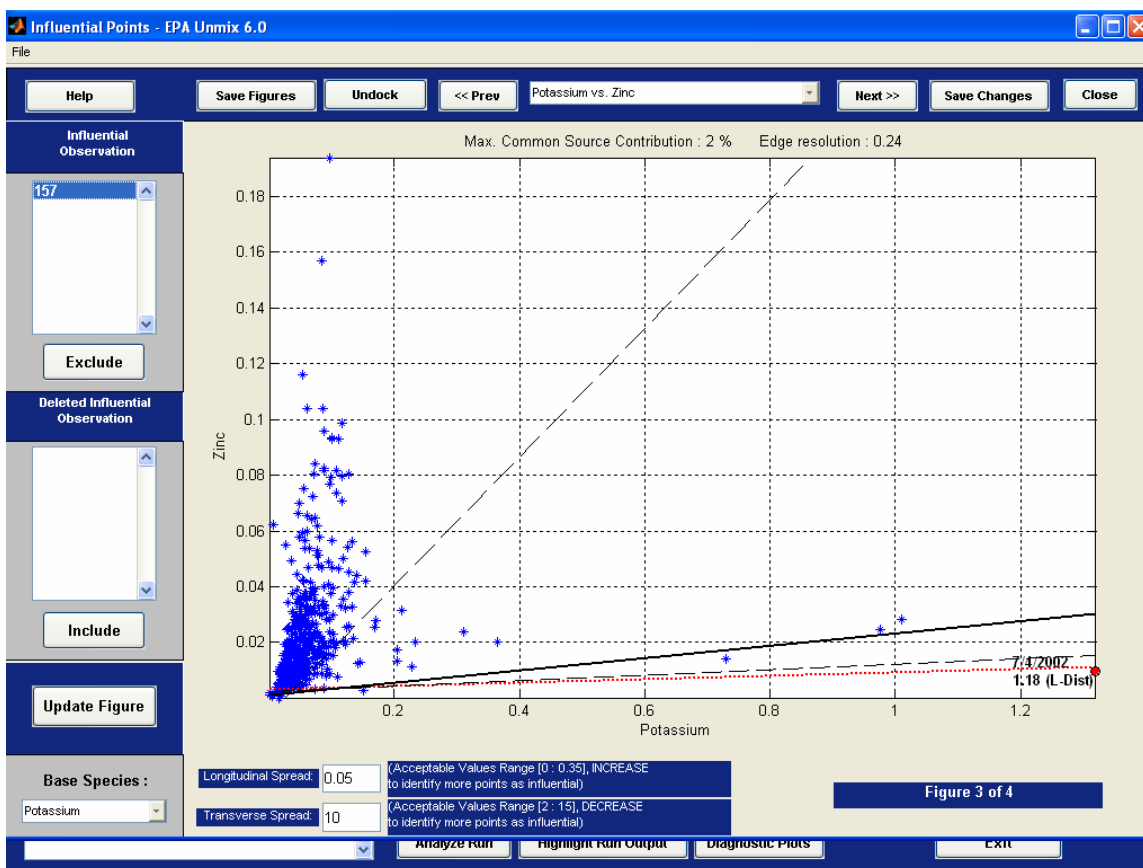 Influential Points - EPA Unmix 6.0
File
Help
Save Figures
Undock
<< Prev
Potassium vs. Zinc
Next >>
Save Changes
Close
Influential
Observation
157
Exclude
Deleted Influential
Observation
Include
Update Figure
Base Species :
Potassium
Max. Common Source Contribution : 2 % Edge resolution : 0.24
0.18
0.16
0.14
0.12
0.1
0.08
0.06
0.04
0.02
Zinc
7/4/2002
1.18 (L-Dist)
0.2
0.4
0.6
0.8
1
1.2
Potassium
Longitudinal Spread:
0.05
(Acceptable Values Range [0 : 0.35], INCREASE
to identify more points as influential)
Transverse Spread:
10
(Acceptable Values Range [2 : 15], DECREASE
to identify more points as influential)
Figure 3 of 4
Analyze Run
Highlight Run Output
Diagnostic Plots
Exit